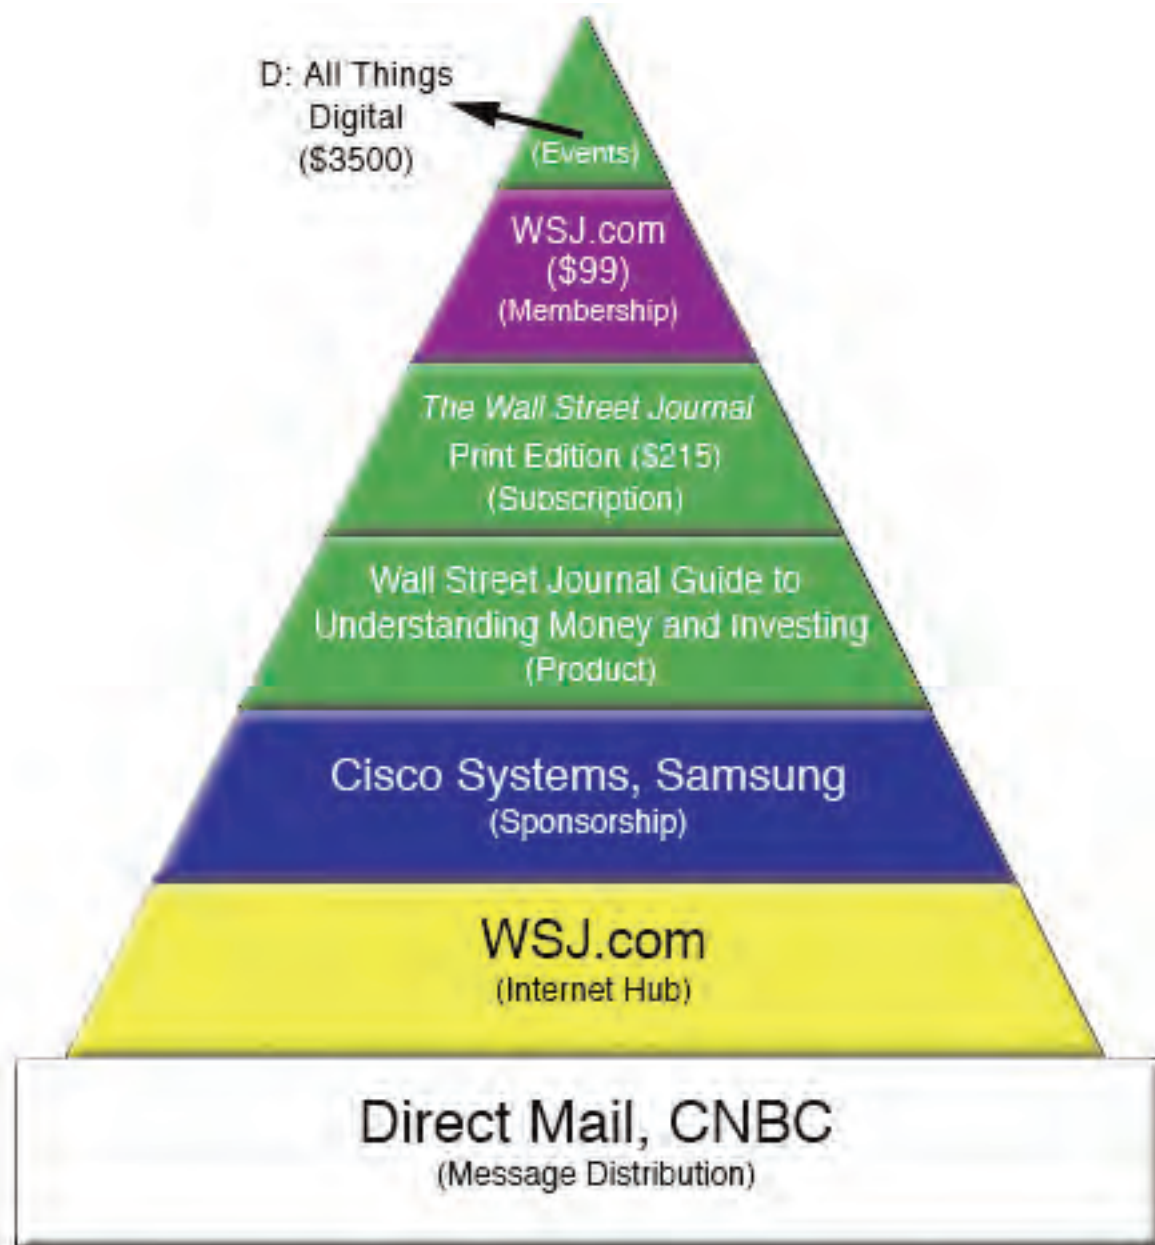 D: All Things
Digital
($3500)
(Events)
WSJ.com
($99)
(Membership)
The Wall Street Journal
Print Edition ($215)
(Subscription)
Wall Street Journal Guide to
Understanding Money and Investing
(Product)
Cisco Systems, Samsung
(Sponsorship)
WSJ.com
(Internet Hub)
Direct Mail, CNBC
(Message Distribution)